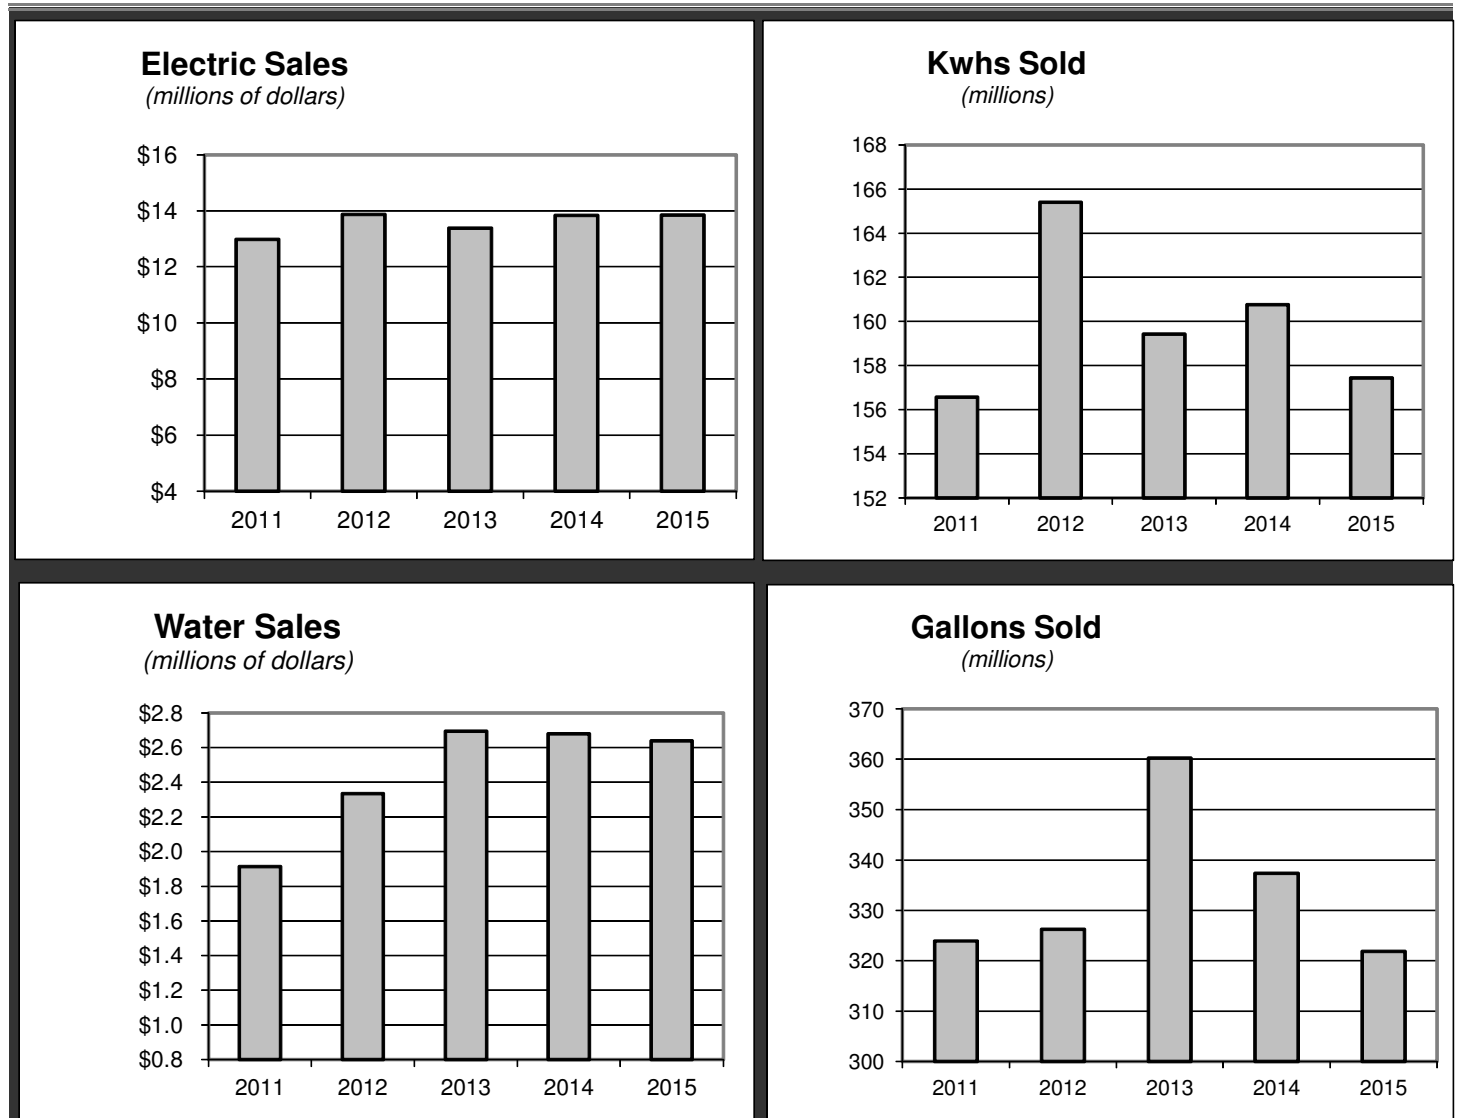 Electric Sales
(millions of dollars)
$16
$14
$12
$10
$8
$6
$4
2011 2012 2013 2014 2015
Kwhs Sold
(millions)
168
166
164
162
160
158
156
154
152
2011 2012 2013 2014 2015
Water Sales
(millions of dollars)
$2.8
$2.6
$2.4
$2.2
$2.0
$1.8
$1.6
$1.4
$1.2
$1.0
$0.8
2011 2012 2013 2014 2015
Gallons Sold
(millions)
370
360
350
340
330
320
310
300
2011 2012 2013 2014 2015